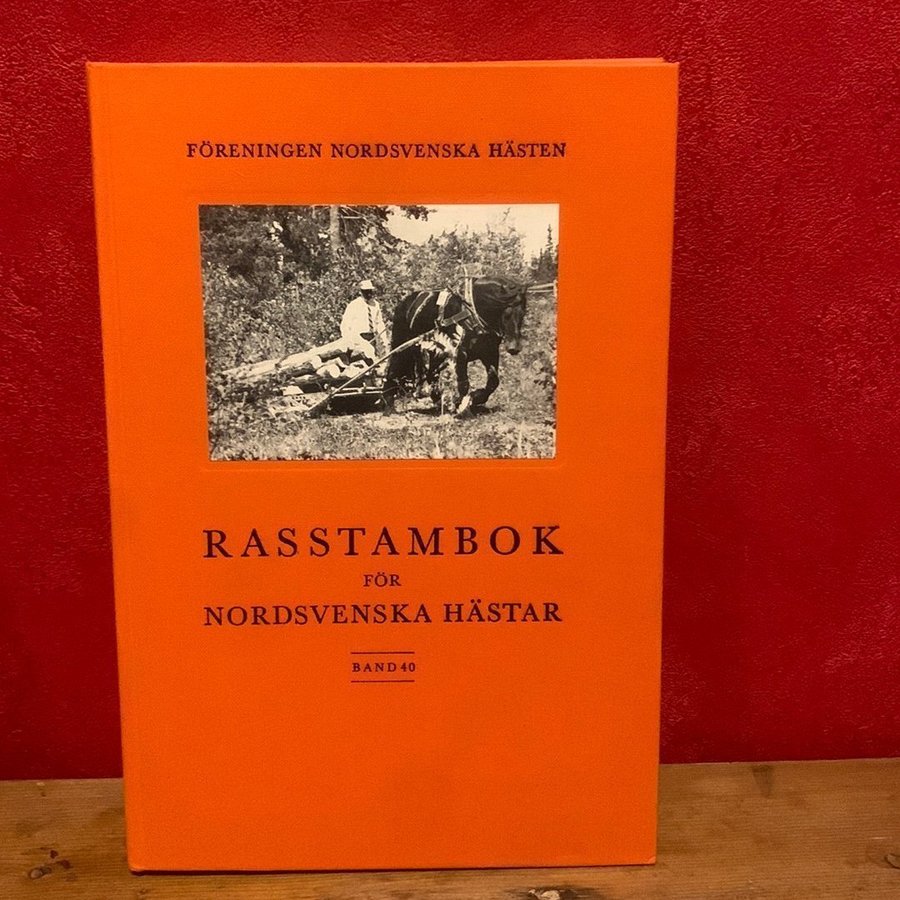 FÖRENINGEN NORDSVENSKA HÄSTEN
RASSTAMBOK
FÖR
NORDSVENSKA HÄSTAR
BAND 40